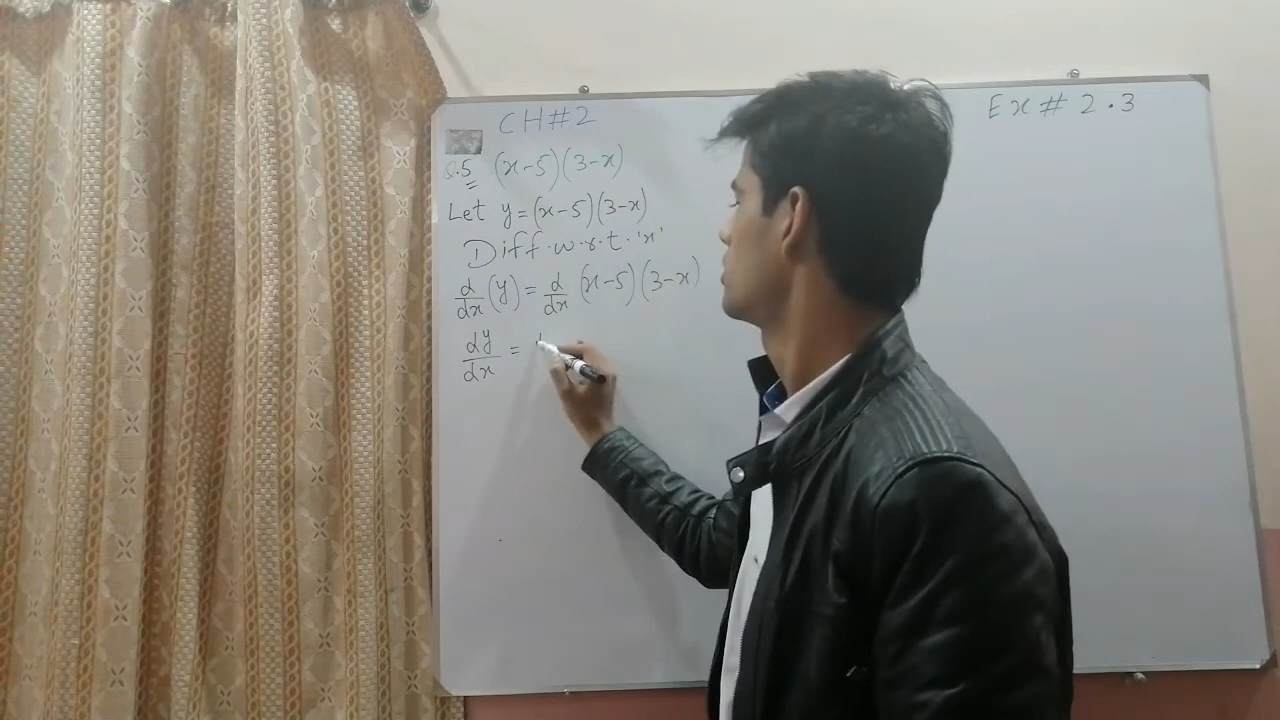 CH#2
Ex # 2.3
Q.5 (x-5)(3-x)
Let y=(x-5)(3-x)
Diff.w.r.t.'x'
d/dx (y) = d/dx (x-5)(3-x)
dy/dx =